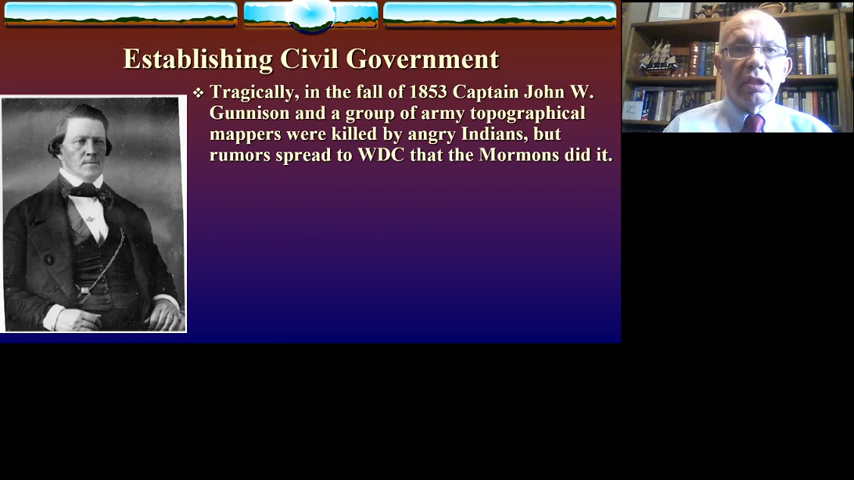 Establishing Civil Government
❖ Tragically, in the fall of 1853 Captain John W.
Gunnison and a group of army topographical
mappers were killed by angry Indians, but
rumors spread to WDC that the Mormons did it.